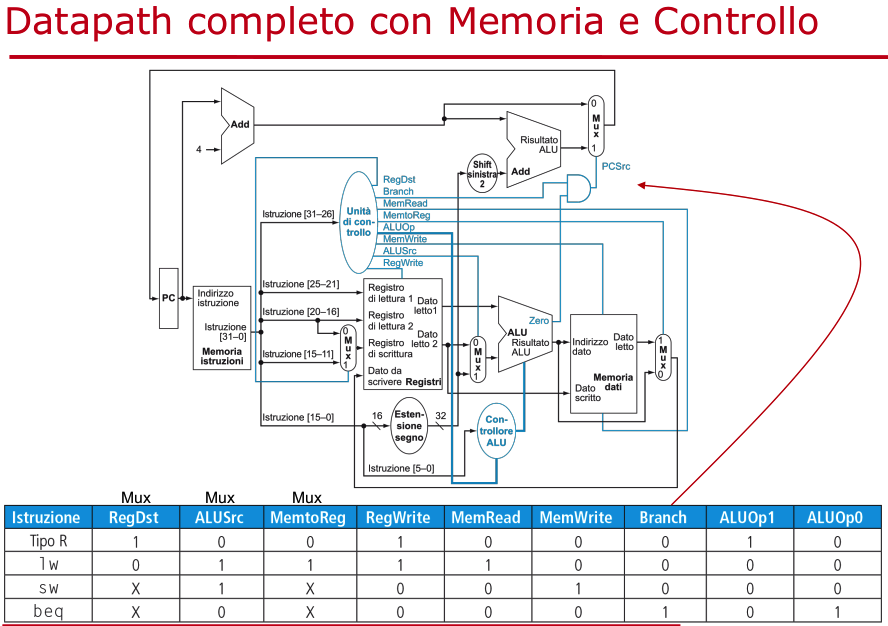 Datapath completo con Memoria e Controllo
Add
4
0
M
u
x
1
Risultato
ALU
Add
Shift
sinistra
2
PCSrc
RegDst
Branch
MemRead
MemtoReg
ALUOp
MemWrite
ALUSrc
RegWrite
Unità
di con-
trollo
Istruzione [31–26]
Istruzione [25–21]
Istruzione [20–16]
Istruzione [15–11]
Istruzione [15–0]
Istruzione [5–0]
PC
Indirizzo
istruzione
Istruzione
[31–0]
Memoria
istruzioni
0
M
u
x
1
Registro
di lettura 1
Registro
di lettura 2
Registro
di scrittura
Dato da
scrivere
Registri
Dato
letto1
Dato
letto 2
0
M
u
x
1
Zero
ALU
Risultato
ALU
Indirizzo
dato
Dato
letto
Memoria
dati
Dato
scritto
1
M
u
x
0
16
Esten-
sione
segno
32
Con-
trollore
ALU
Mux Mux Mux
Istruzione RegDst ALUSrc MemtoReg RegWrite MemRead MemWrite Branch ALUOp1 ALUOp0
Tipo R 1 0 0 1 0 0 0 1 0
lw 0 1 1 1 1 0 0 0 0
sw X 1 X 0 0 1 0 0 0
beq X 0 X 0 0 0 1 0 1